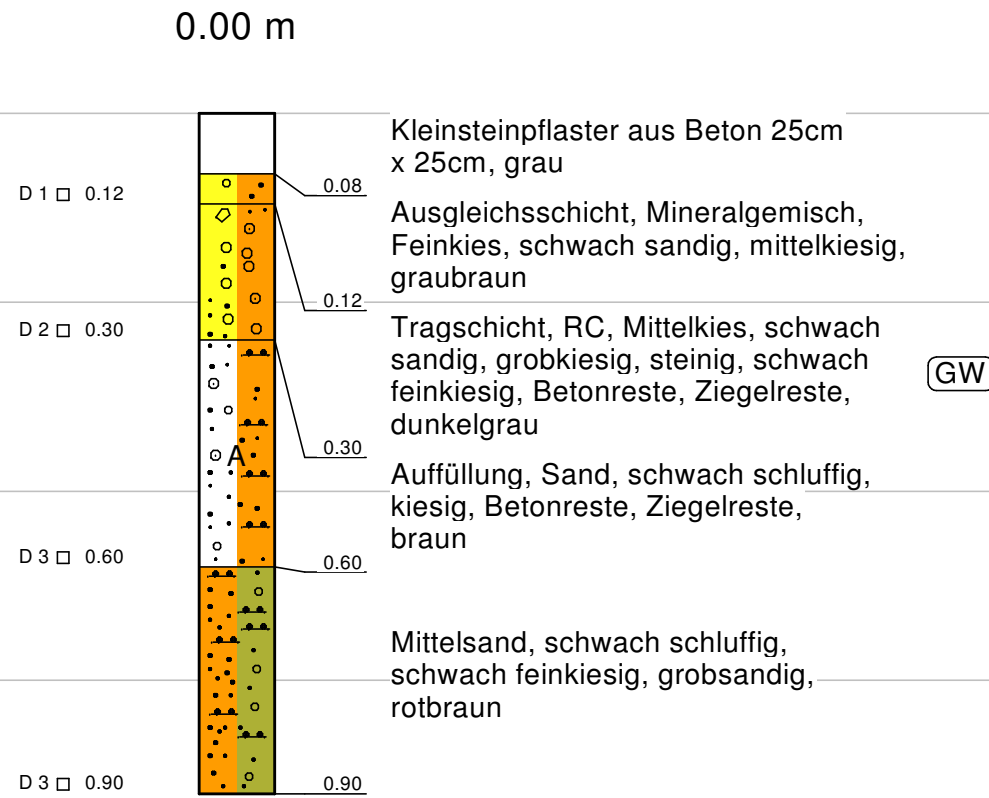 0.00 m
Kleinsteinpflaster aus Beton 25cm
x 25cm, grau
D 1 0.12
0.08
Ausgleichsschicht, Mineralgemisch,
Feinkies, schwach sandig, mittelkiesig,
graubraun
0.12
D 2 0.30
Tragschicht, RC, Mittelkies, schwach
sandig, grobkiesig, steinig, schwach
feinkiesig, Betonreste, Ziegelreste,
dunkelgrau
GW
0.30
A
Auffüllung, Sand, schwach schluffig,
kiesig, Betonreste, Ziegelreste,
braun
D 3 0.60
0.60
Mittelsand, schwach schluffig,
schwach feinkiesig, grobsandig,
rotbraun
D 3 0.90
0.90